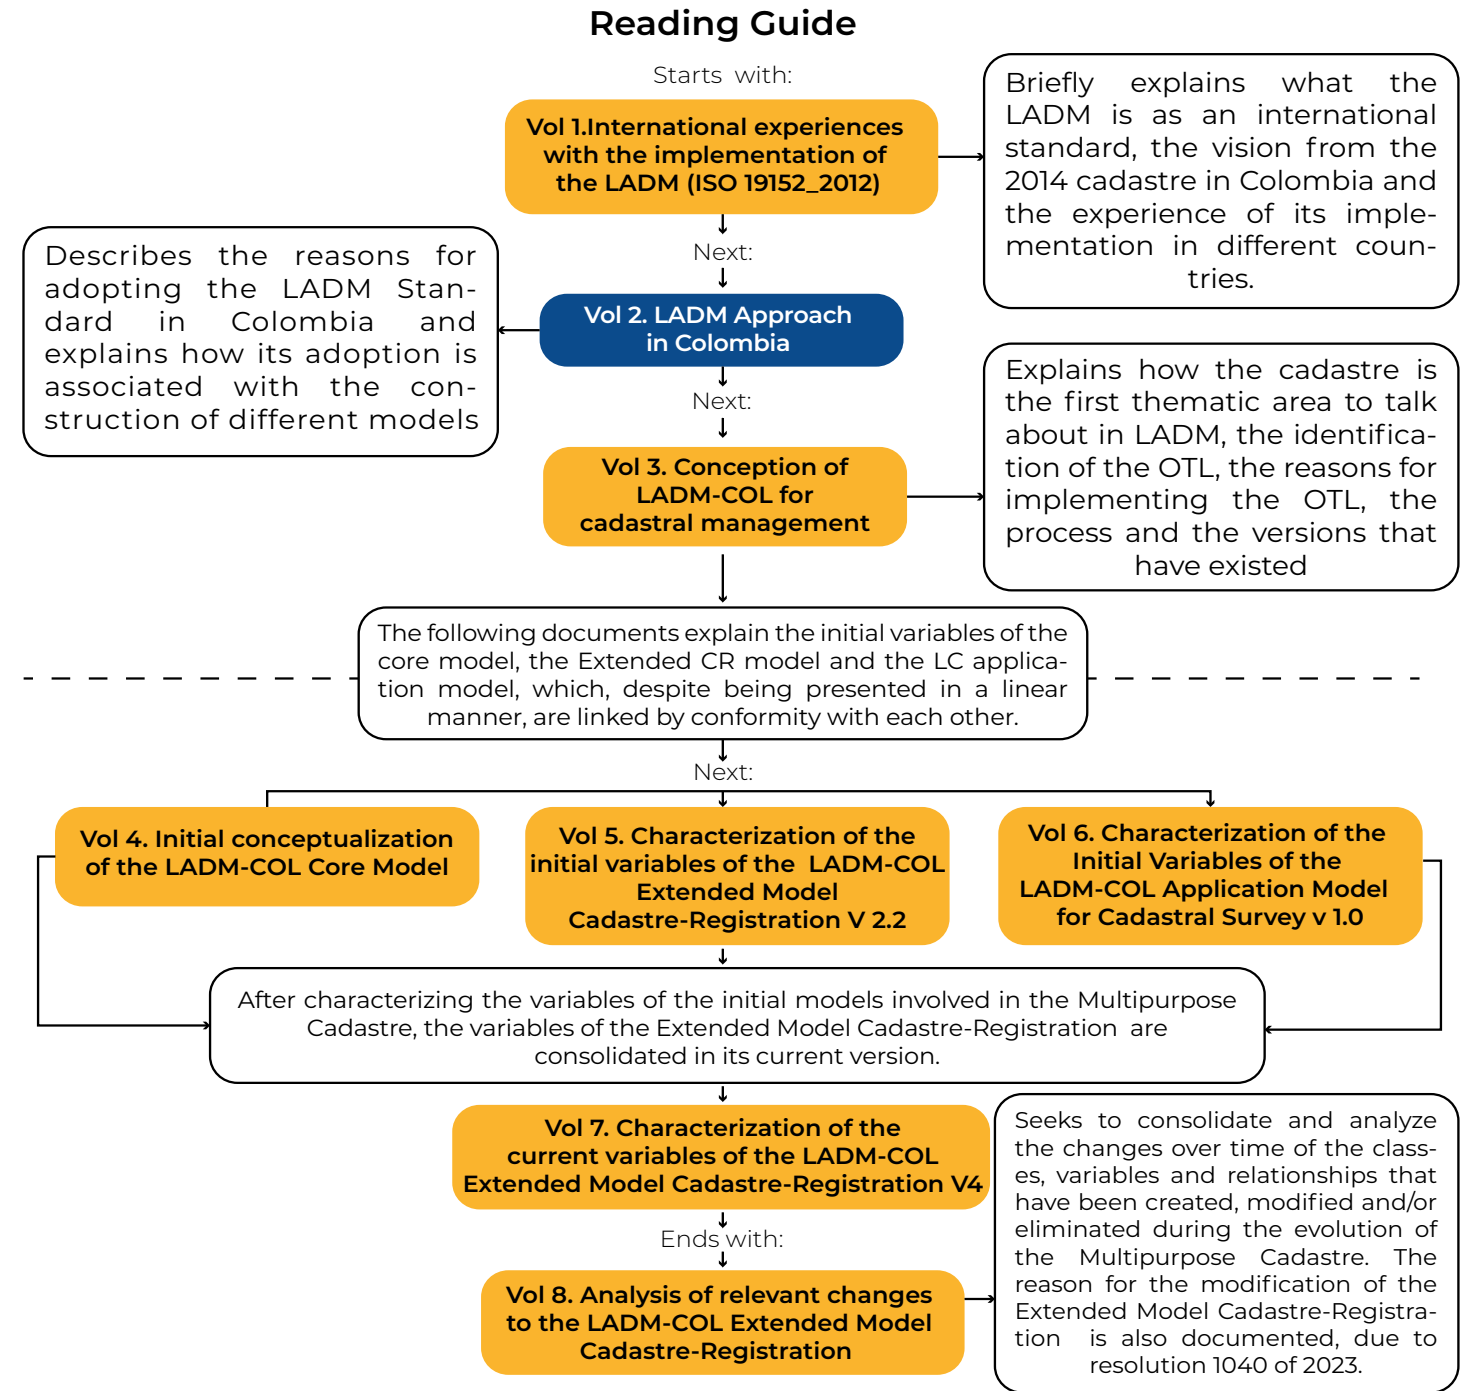 Reading Guide
Starts with:
Vol 1.International experiences
with the implementation of
the LADM (ISO 19152_2012)
Briefly explains what the
LADM is as an international
standard, the vision from the
2014 cadastre in Colombia and
the experience of its imple-
mentation in different coun-
tries.
Next:
Describes the reasons for
adopting the LADM Stan-
dard in Colombia and
explains how its adoption is
associated with the con-
struction of different models
Vol 2. LADM Approach
in Colombia
Next:
Vol 3. Conception of
LADM-COL for
cadastral management
Explains how the cadastre is
the first thematic area to talk
about in LADM, the identifica-
tion of the OTL, the reasons for
implementing the OTL, the
process and the versions that
have existed
The following documents explain the initial variables of the
core model, the Extended CR model and the LC applica-
tion model, which, despite being presented in a linear
manner, are linked by conformity with each other.
Next:
Vol 4. Initial conceptualization
of the LADM-COL Core Model
Vol 5. Characterization of the
initial variables of the LADM-COL
Extended Model
Cadastre-Registration V 2.2
Vol 6. Characterization of the
Initial Variables of the
LADM-COL Application Model
for Cadastral Survey v 1.0
After characterizing the variables of the initial models involved in the Multipurpose
Cadastre, the variables of the Extended Model Cadastre-Registration are
consolidated in its current version.
Vol 7. Characterization of the
current variables of the LADM-COL
Extended Model Cadastre-Registration V4
Ends with:
Vol 8. Analysis of relevant changes
to the LADM-COL Extended Model
Cadastre-Registration
Seeks to consolidate and analyze
the changes over time of the class-
es, variables and relationships that
have been created, modified and/or
eliminated during the evolution of
the Multipurpose Cadastre. The
reason for the modification of the
Extended Model Cadastre-Registra-
tion is also documented, due to
resolution 1040 of 2023.